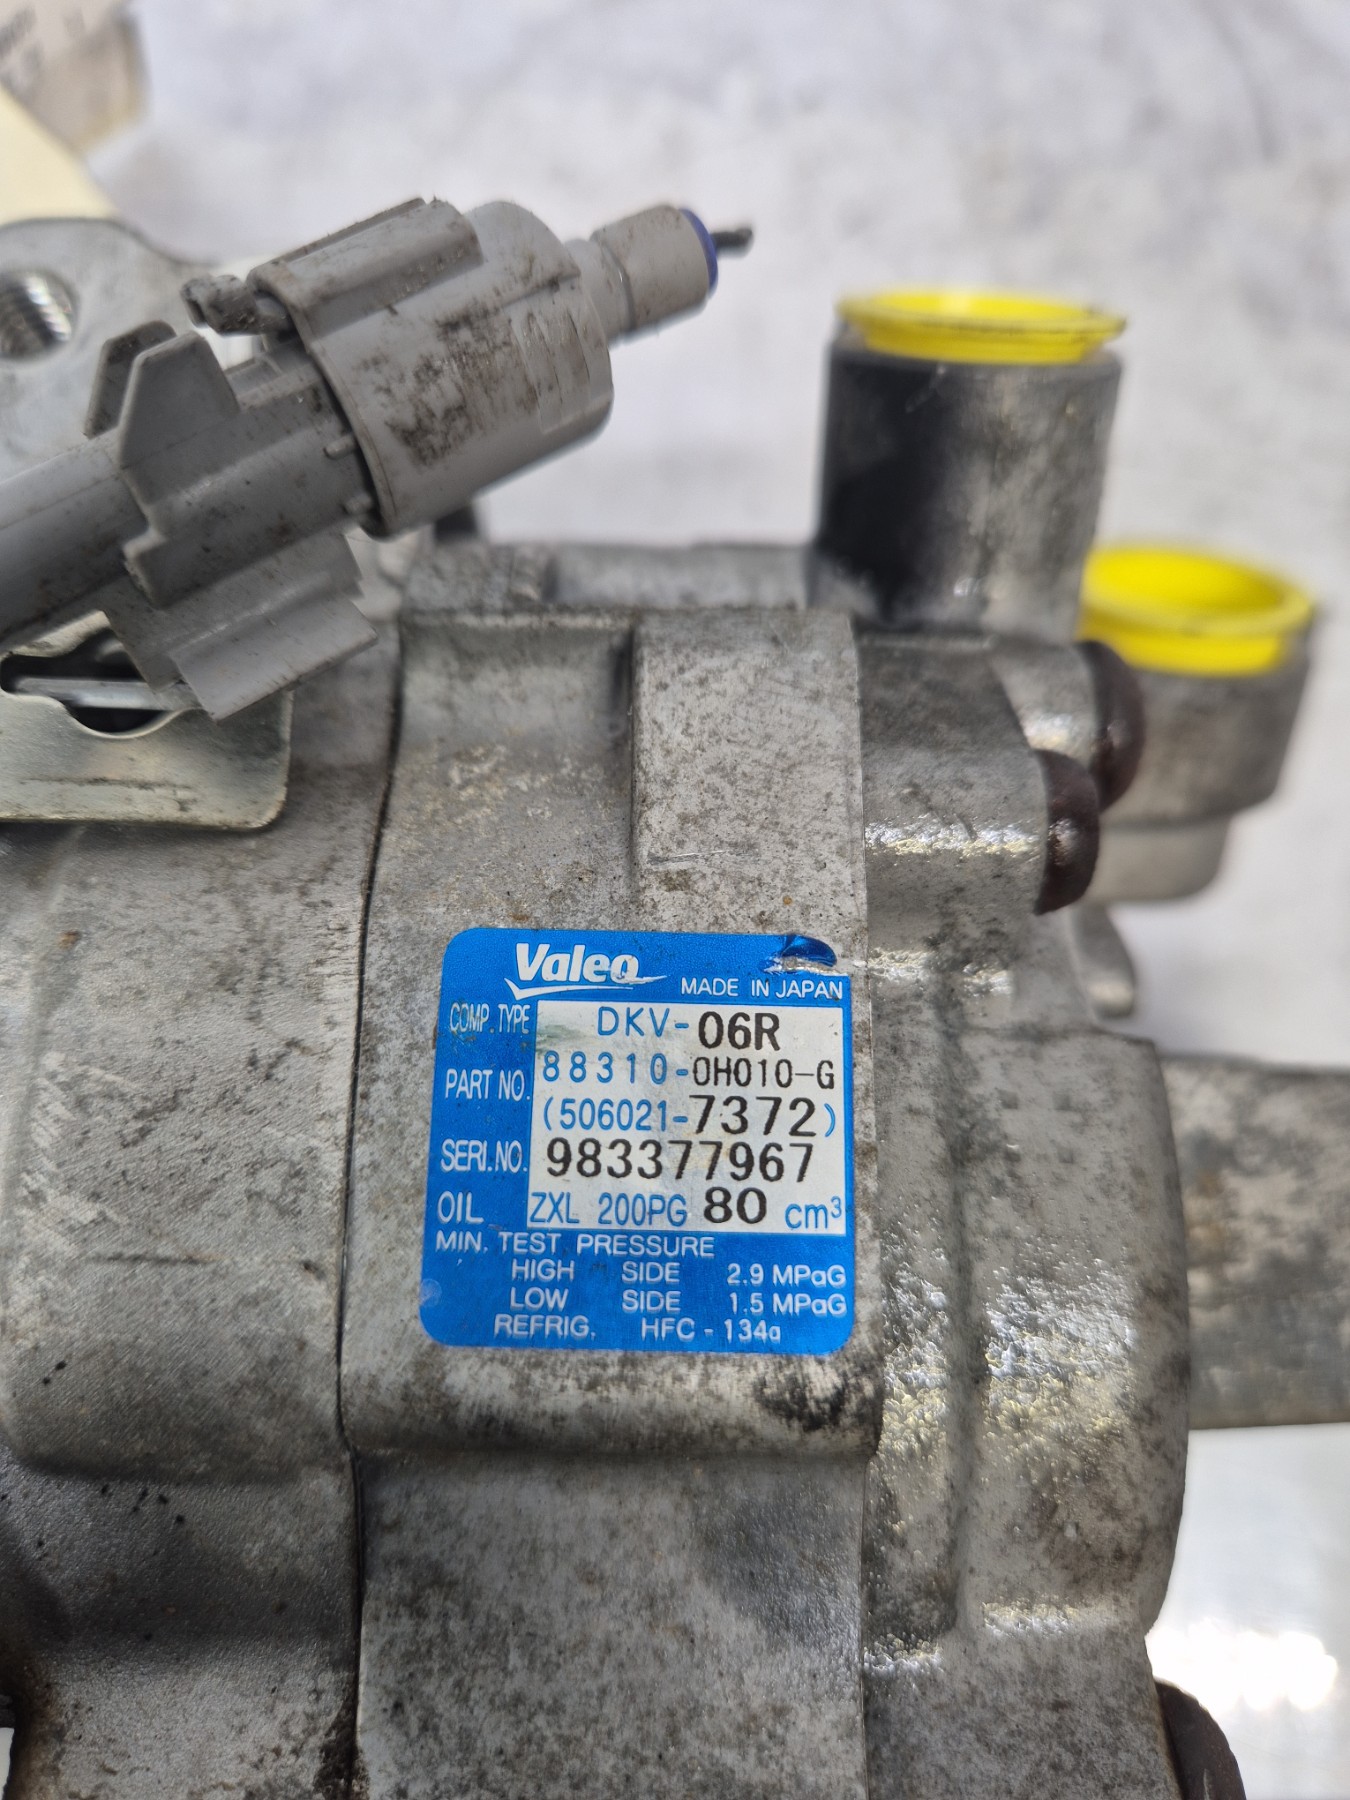 Valeo MADE IN JAPAN
COMP. TYPE DKV-06R
PART NO. 88310-0H010-G
(506021-7372)
SERI.NO. 983377967
OIL ZXL 200PG 80 cm³
MIN. TEST PRESSURE
HIGH SIDE 2.9 MPaG
LOW SIDE 1.5 MPaG
REFRIG. HFC-134a